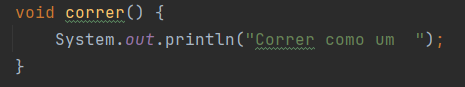 void correr() {
    System.out.println("Correr como um  ");
}